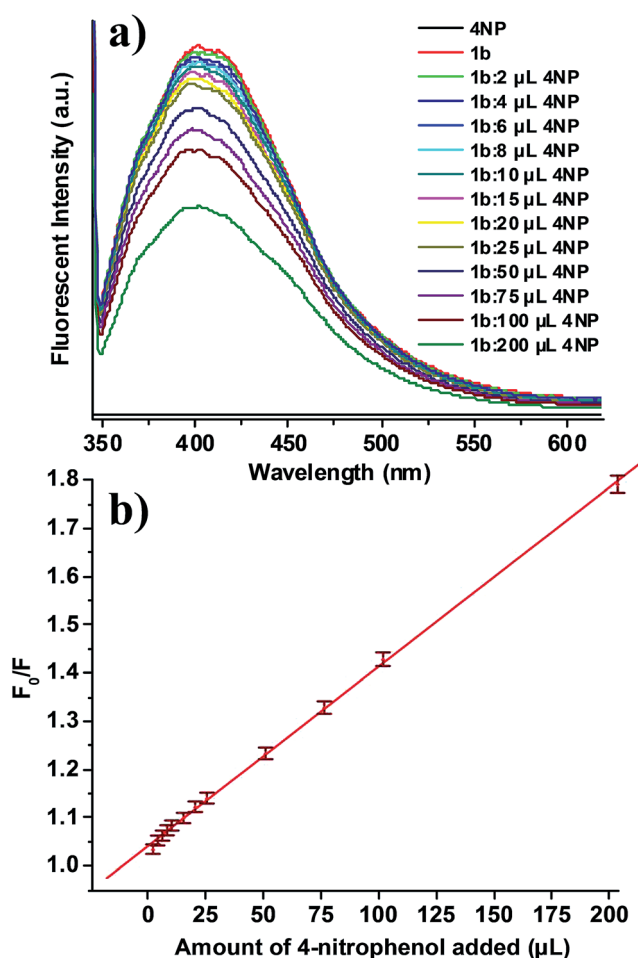 a)
4NP
1b
1b:2 µL 4NP
1b:4 µL 4NP
1b:6 µL 4NP
1b:8 µL 4NP
1b:10 µL 4NP
1b:15 µL 4NP
1b:20 µL 4NP
1b:25 µL 4NP
1b:50 µL 4NP
1b:75 µL 4NP
1b:100 µL 4NP
1b:200 µL 4NP
Fluorescent Intensity (a.u.)
350 400 450 500 550 600
Wavelength (nm)
b)
1.8
1.7
1.6
1.5
1.4
1.3
1.2
1.1
1.0
F0/F
0 25 50 75 100 125 150 175 200
Amount of 4-nitrophenol added (µL)